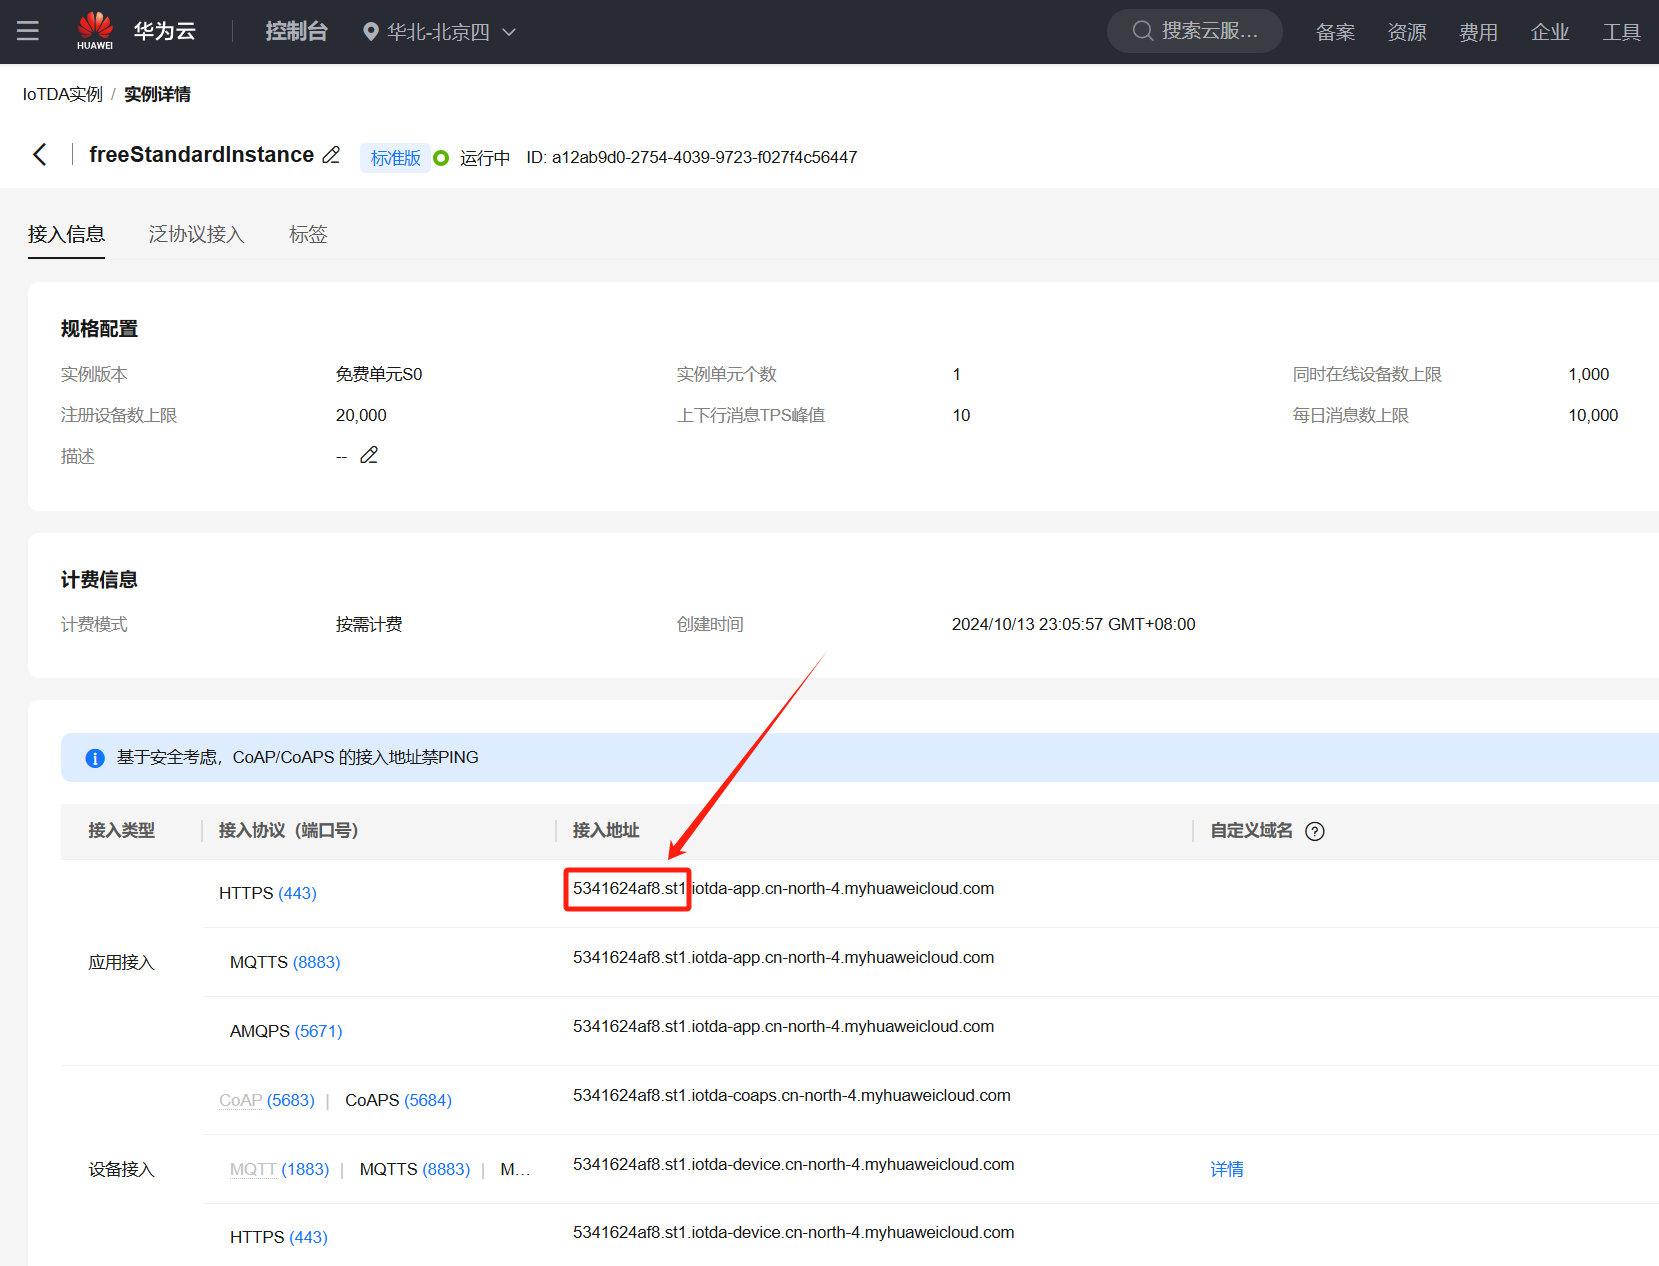 HUAWEI 华为云 控制台 华北-北京四 搜索云服... 备案 资源 费用 企业 工具
IoTDA实例 / 实例详情
freeStandardInstance 标准版 运行中 ID: a12ab9d0-2754-4039-9723-f027f4c56447
接入信息 泛协议接入 标签
规格配置
实例版本 免费单元S0 实例单元个数 1 同时在线设备数上限 1,000
注册设备数上限 20,000 上下行消息TPS峰值 10 每日消息数上限 10,000
描述 --
计费信息
计费模式 按需计费 创建时间 2024/10/13 23:05:57 GMT+08:00
基于安全考虑，CoAP/CoAPS 的接入地址禁PING
接入类型 接入协议（端口号） 接入地址 自定义域名
HTTPS (443) 5341624af8.st1.iotda-app.cn-north-4.myhuaweicloud.com
应用接入 MQTTS (8883) 5341624af8.st1.iotda-app.cn-north-4.myhuaweicloud.com
AMQPS (5671) 5341624af8.st1.iotda-app.cn-north-4.myhuaweicloud.com
CoAP (5683) | CoAPS (5684) 5341624af8.st1.iotda-coaps.cn-north-4.myhuaweicloud.com
设备接入 MQTT (1883) | MQTTS (8883) | M... 5341624af8.st1.iotda-device.cn-north-4.myhuaweicloud.com 详情
HTTPS (443) 5341624af8.st1.iotda-device.cn-north-4.myhuaweicloud.com